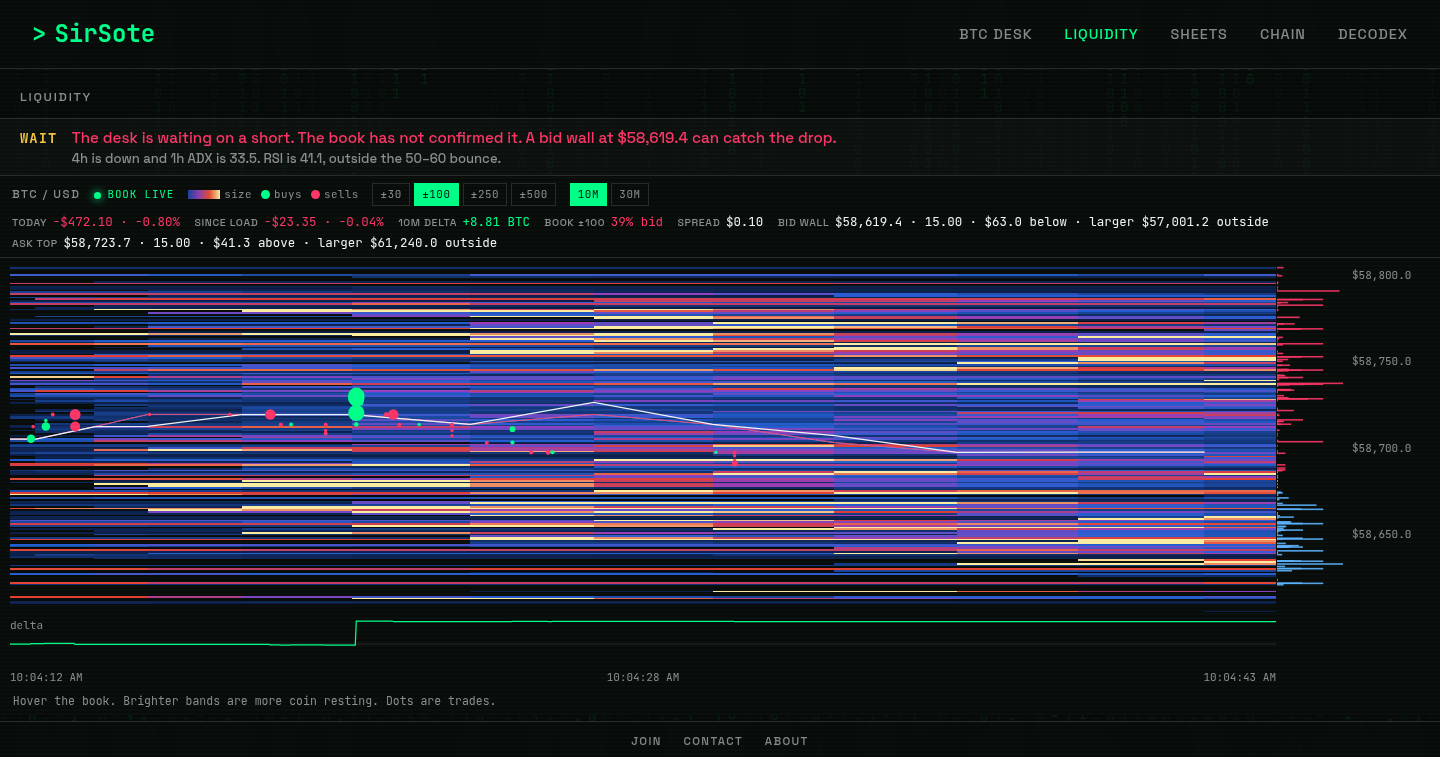 > SirSote
BTC DESK LIQUIDITY SHEETS CHAIN DECODEX
LIQUIDITY
WAIT The desk is waiting on a short. The book has not confirmed it. A bid wall at $58,619.4 can catch the drop.
4h is down and 1h ADX is 33.5. RSI is 41.1, outside the 50–60 bounce.
BTC / USD BOOK LIVE size buys sells ±30 ±100 ±250 ±500 10M 30M
TODAY -$472.10 · -0.80% SINCE LOAD -$23.35 · -0.04% 10M DELTA +8.81 BTC BOOK ±100 39% bid SPREAD $0.10 BID WALL $58,619.4 · 15.00 · $63.0 below · larger $57,001.2 outside
ASK TOP $58,723.7 · 15.00 · $41.3 above · larger $61,240.0 outside
$58,800.0
$58,750.0
$58,700.0
$58,650.0
delta
10:04:12 AM 10:04:28 AM 10:04:43 AM
Hover the book. Brighter bands are more coin resting. Dots are trades.
JOIN CONTACT ABOUT